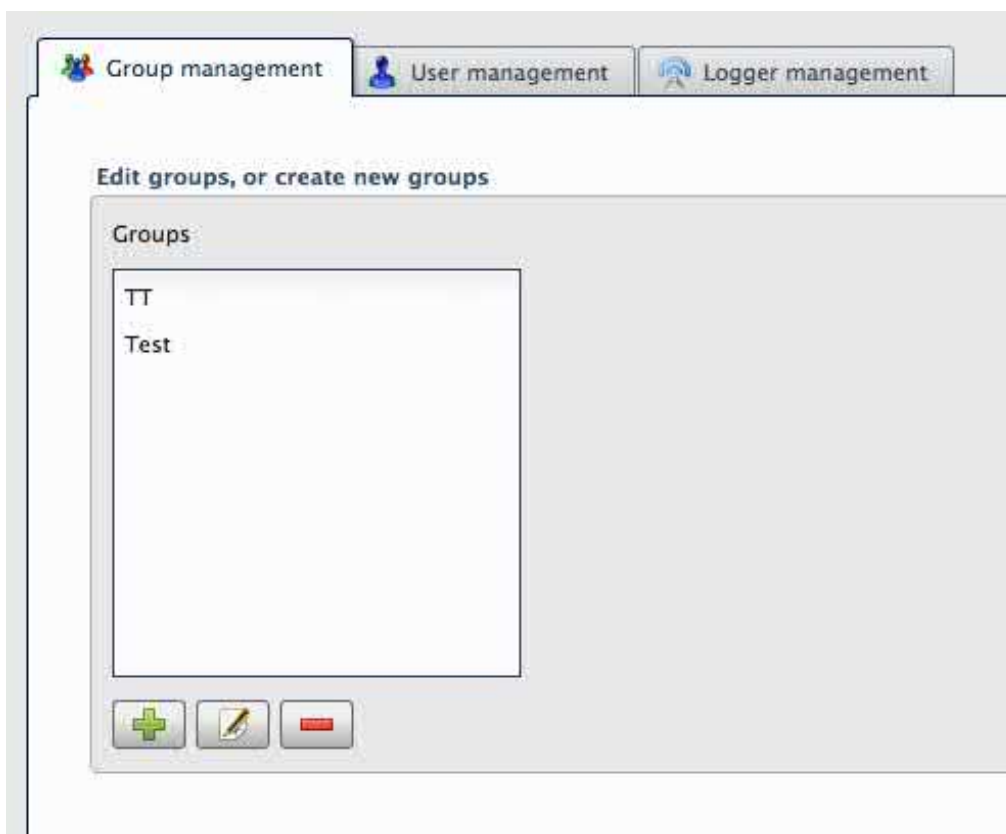 Group management
User management
Logger management
Edit groups, or create new groups
Groups
TT
Test